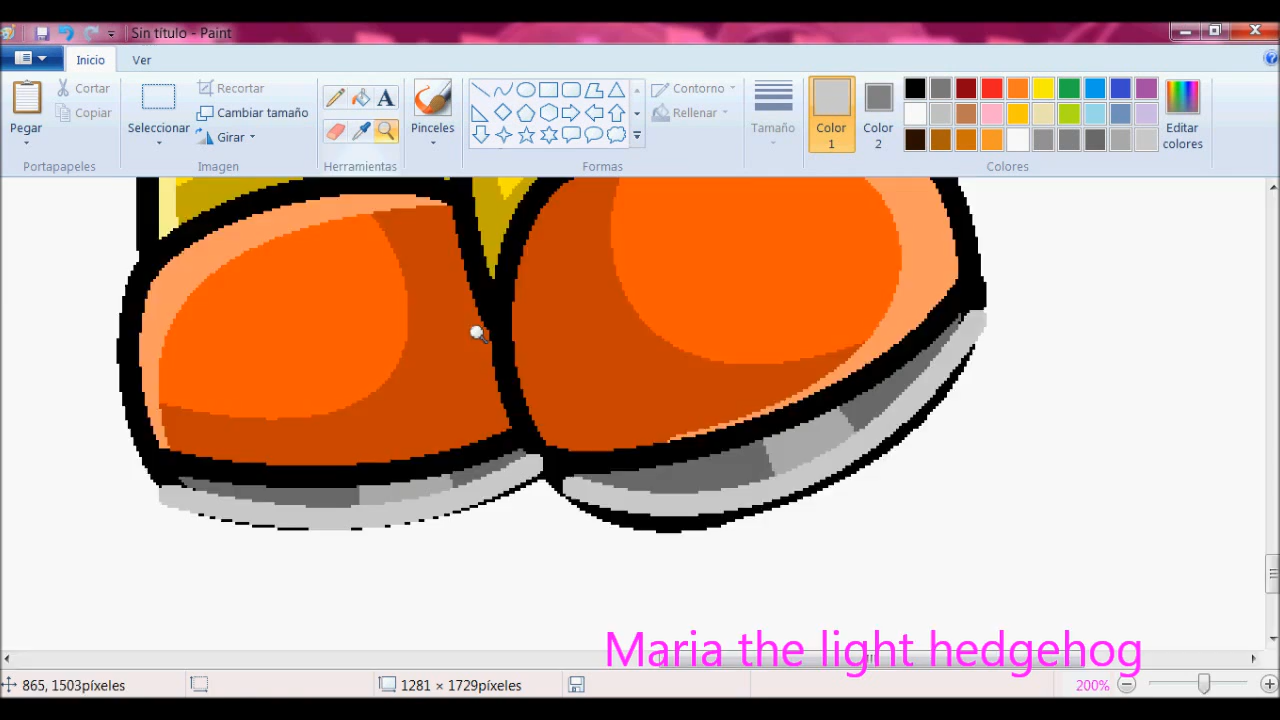 Sin título - Paint
Inicio Ver
Pegar
Cortar
Copiar
Portapapeles
Seleccionar
Recortar
Cambiar tamaño
Girar
Imagen
A
Herramientas
Pinceles
Formas
Contorno
Rellenar
Tamaño
Color
1
Color
2
Colores
Editar
colores
Maria the light hedgehog
865, 1503píxeles
1281 × 1729píxeles
200%